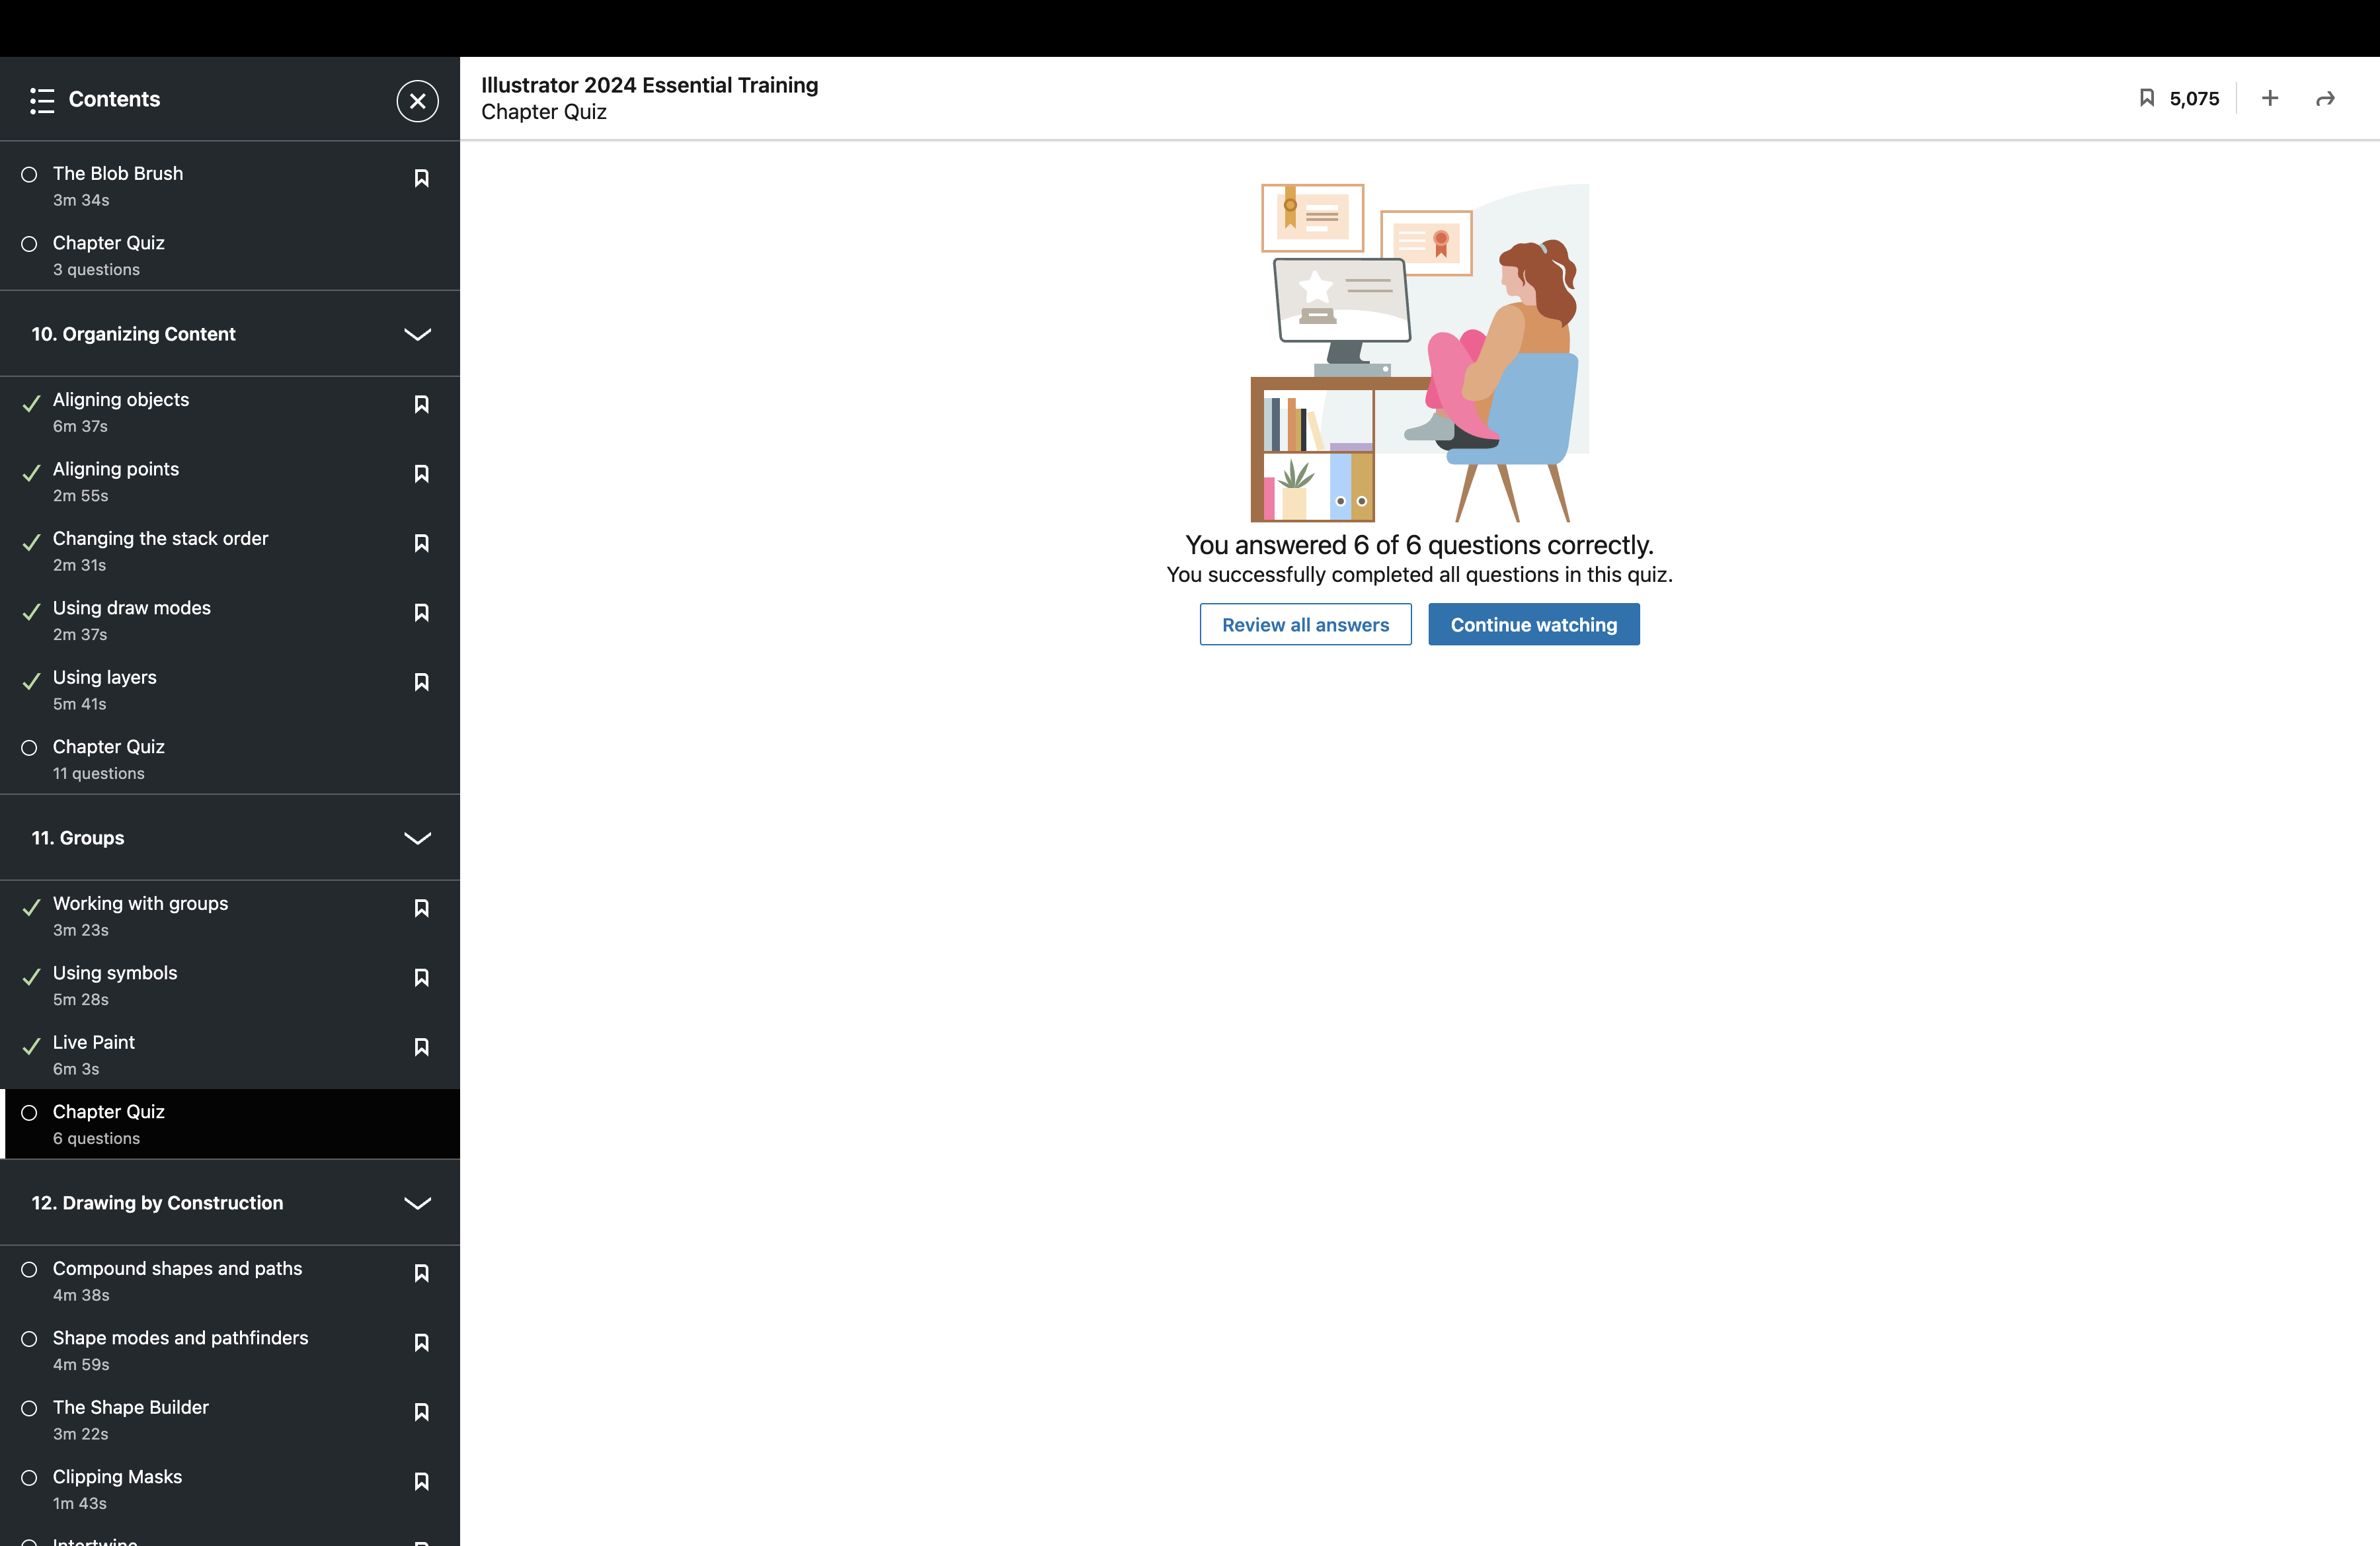 Contents
The Blob Brush
3m 34s
Chapter Quiz
3 questions
10. Organizing Content
Aligning objects
6m 37s
Aligning points
2m 55s
Changing the stack order
2m 31s
Using draw modes
2m 37s
Using layers
5m 41s
Chapter Quiz
11 questions
11. Groups
Working with groups
3m 23s
Using symbols
5m 28s
Live Paint
6m 3s
Chapter Quiz
6 questions
12. Drawing by Construction
Compound shapes and paths
4m 38s
Shape modes and pathfinders
4m 59s
The Shape Builder
3m 22s
Clipping Masks
1m 43s
Intertwine
Illustrator 2024 Essential Training
Chapter Quiz
5,075
You answered 6 of 6 questions correctly.
You successfully completed all questions in this quiz.
Review all answers
Continue watching